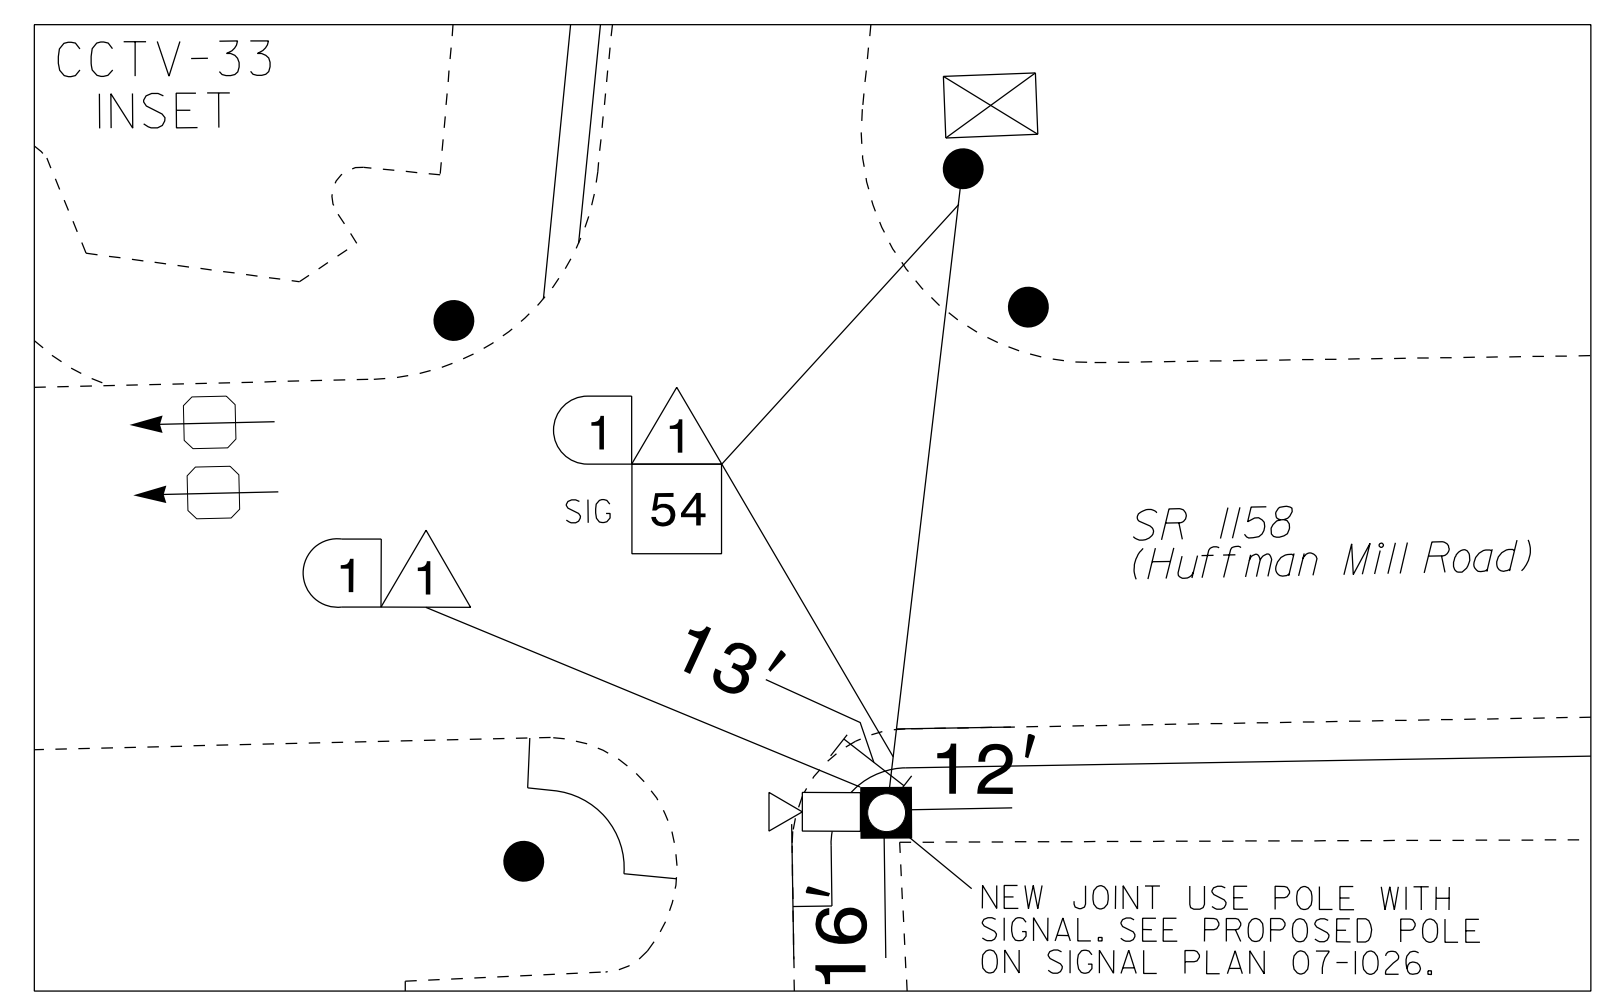 CCTV-33
INSET
1 1
SIG 54
1 1
SR 1158
(Huffman Mill Road)
13'
12'
16'
NEW JOINT USE POLE WITH
SIGNAL. SEE PROPOSED POLE
ON SIGNAL PLAN 07-1026.